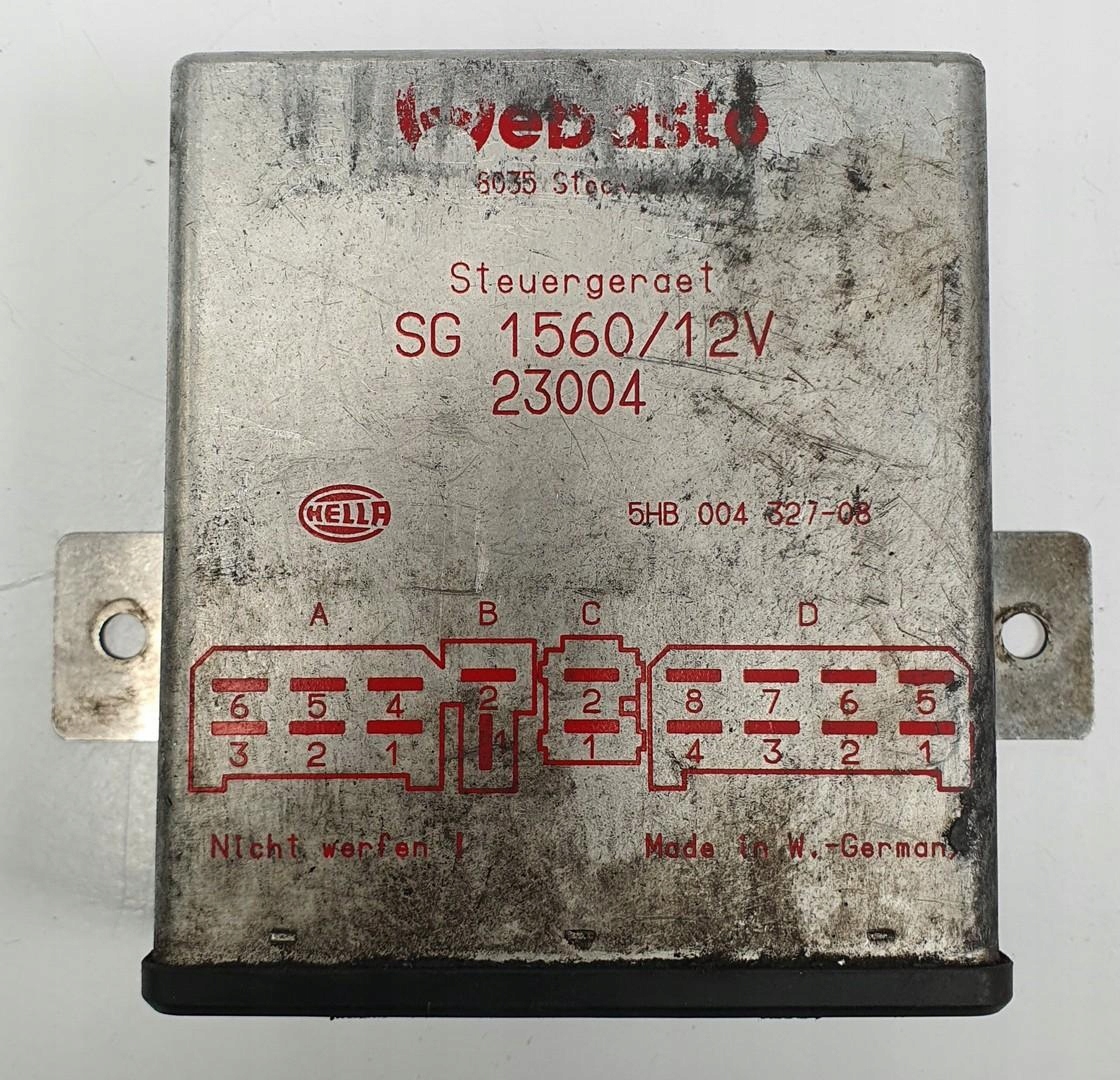 Webasto
8035
Steuergeraet
SG 1560/12V
23004
HELLA 5HB 004 327-08
A B C D
6 5 4 2 2 8 7 6 5
3 2 1 1 1 4 3 2 1
Nicht werfen ! Made in W.-Germany